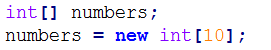 int[] numbers;
numbers = new int[10];